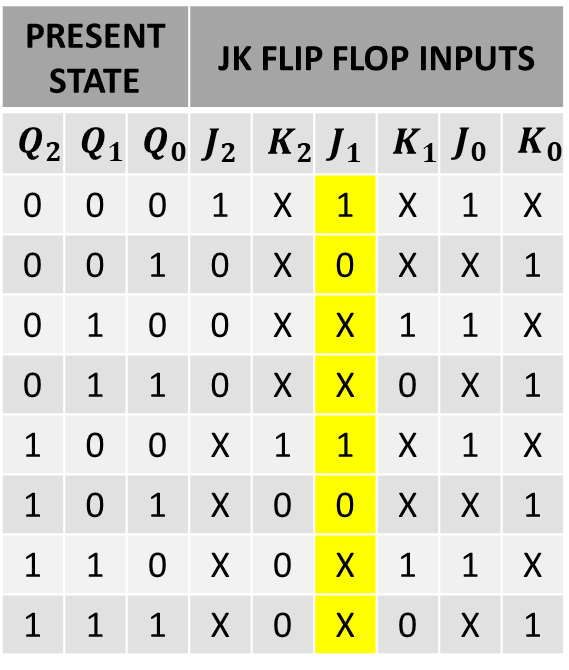 PRESENT STATE JK FLIP FLOP INPUTS
Q₂ Q₁ Q₀ J₂ K₂ J₁ K₁ J₀ K₀
0 0 0 1 X 1 X 1 X
0 0 1 0 X 0 X X 1
0 1 0 0 X X 1 1 X
0 1 1 0 X X 0 X 1
1 0 0 X 1 1 X 1 X
1 0 1 X 0 0 X X 1
1 1 0 X 0 X 1 1 X
1 1 1 X 0 X 0 X 1